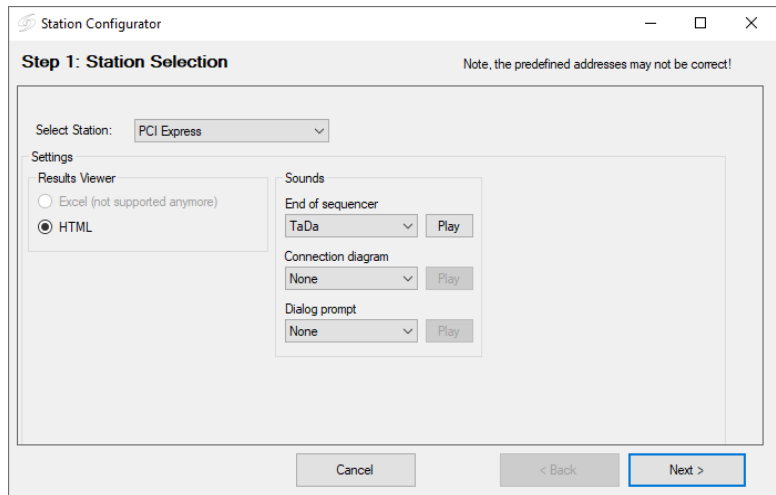 Station Configurator
Step 1: Station Selection
Note, the predefined addresses may not be correct!
Select Station:
PCI Express
Settings
Results Viewer
Excel (not supported anymore)
HTML
Sounds
End of sequencer
TaDa
Play
Connection diagram
None
Play
Dialog prompt
None
Play
Cancel
< Back
Next >